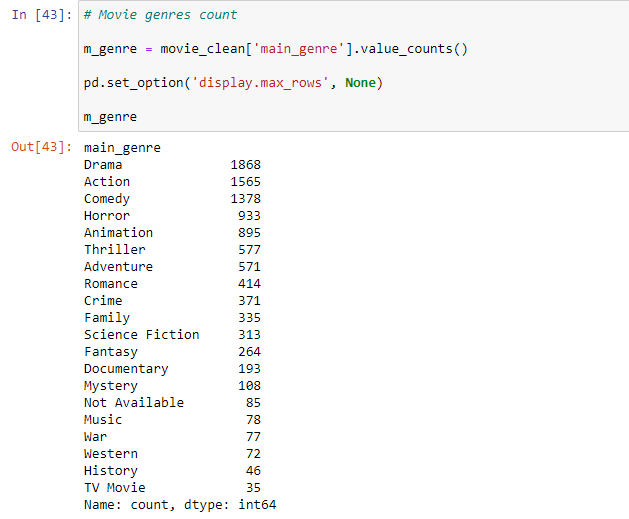 In [43]: # Movie genres count
m_genre = movie_clean['main_genre'].value_counts()
pd.set_option('display.max_rows', None)
m_genre
Out[43]: main_genre
Drama 1868
Action 1565
Comedy 1378
Horror 933
Animation 895
Thriller 577
Adventure 571
Romance 414
Crime 371
Family 335
Science Fiction 313
Fantasy 264
Documentary 193
Mystery 108
Not Available 85
Music 78
War 77
Western 72
History 46
TV Movie 35
Name: count, dtype: int64